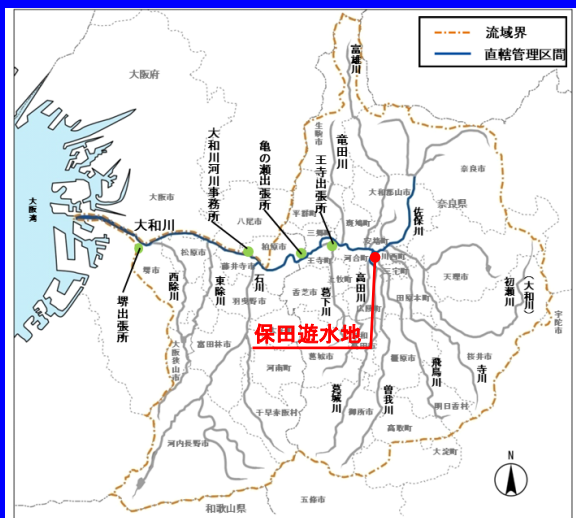 流域界
直轄管理区間
富雄川
大阪府
生駒市
竜田川
奈良市
大和川河川事務所
亀の瀬出張所
王寺出張所
大和郡山市
奈良県
佐保川
大阪湾
大阪市
八尾市
平群町
斑鳩町
大和川
三郷町
安堵町
柏原市
川西町
松原市
藤井寺市
王寺町
河合町
三宅町
天理市
堺市
石川
上牧町
田原本町
初瀬川
(大和川)
宇陀市
西除川
東除川
羽曳野市
香芝市
葛下川
高田川
広陵町
堺出張所
保田遊水地
大阪狭山市
富田林市
葛城市
橿原市
桜井市
寺川
飛鳥川
河南町
葛城川
曽我川
千早赤阪村
御所市
明日香村
高取町
河内長野市
大淀町
五條市
和歌山県
N